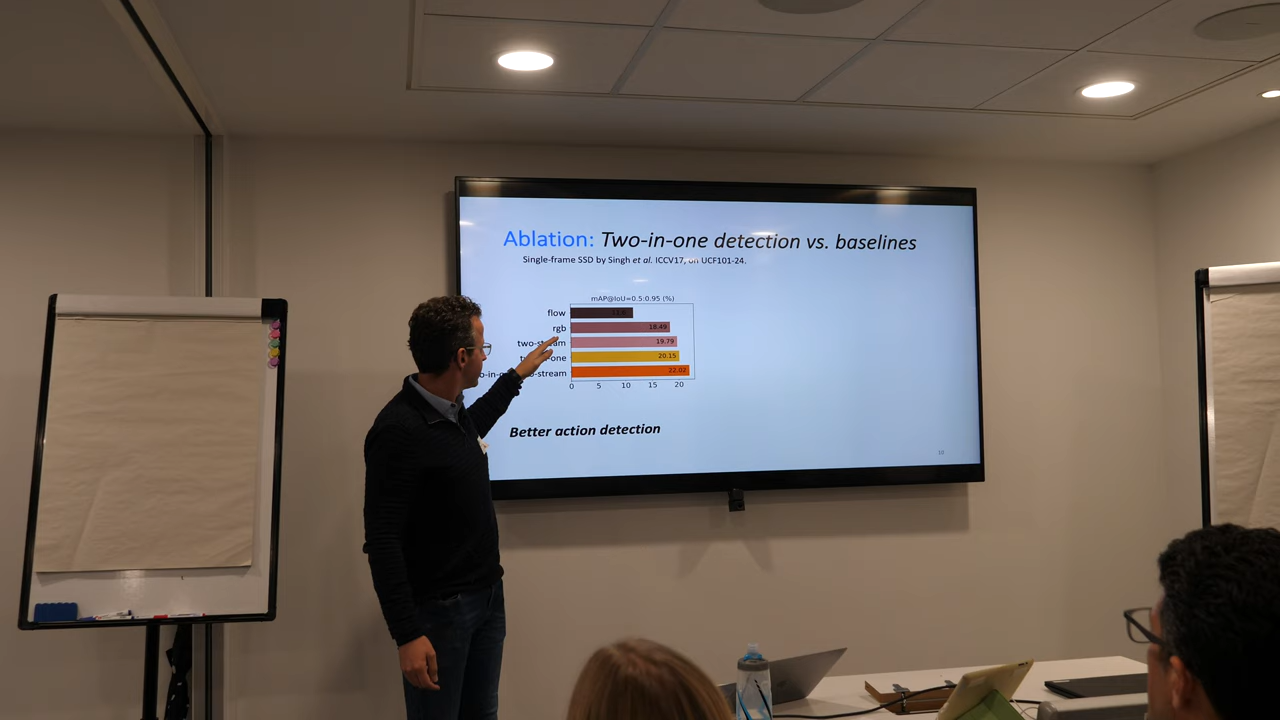 Ablation: Two-in-one detection vs. baselines
Single-frame SSD by Singh et al. ICCV17, on UCF101-24.
mAP@IoU=0.5:0.95 (%)
flow
rgb 18.49
19.79
20.15
22.02
0 5 10 15 20
Better action detection
10